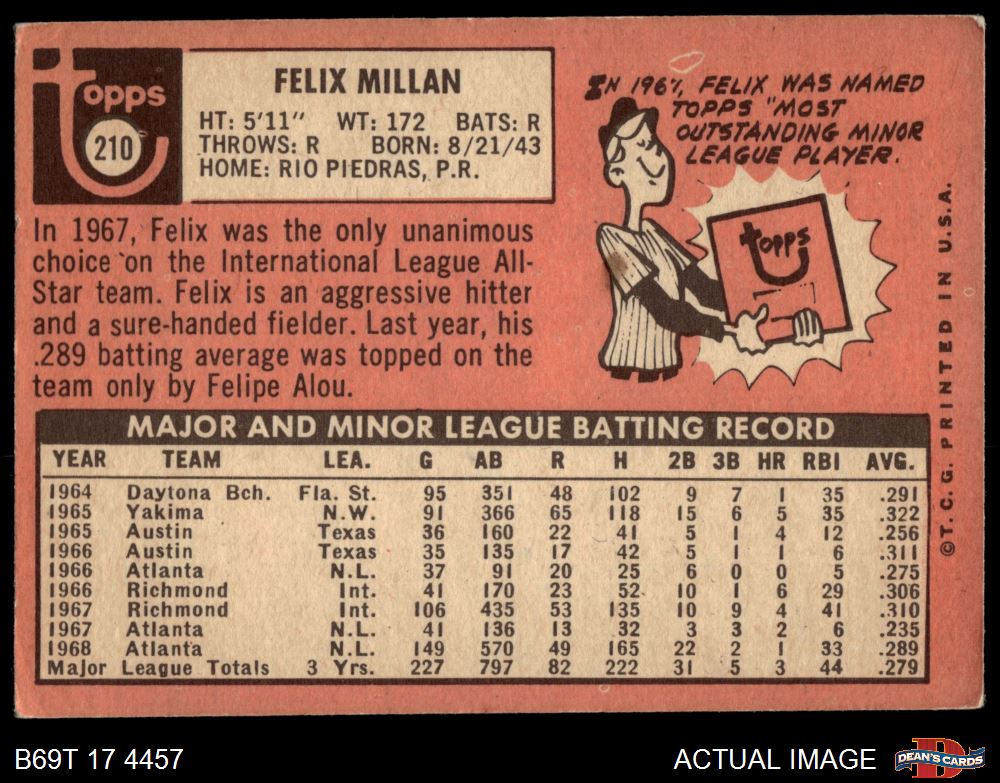 topps
210
FELIX MILLAN
HT: 5'11" WT: 172 BATS: R
THROWS: R BORN: 8/21/43
HOME: RIO PIEDRAS, P.R.
In 1967, Felix was the only unanimous
choice on the International League All-
Star team. Felix is an aggressive hitter
and a sure-handed fielder. Last year, his
.289 batting average was topped on the
team only by Felipe Alou.
IN 1967, FELIX WAS NAMED
TOPPS "MOST
OUTSTANDING MINOR
LEAGUE PLAYER.
topps
©T.C.G. PRINTED IN U.S.A.
MAJOR AND MINOR LEAGUE BATTING RECORD
YEAR TEAM LEA. G AB R H 2B 3B HR RBI AVG.
1964 Daytona Bch. Fla. St. 95 351 48 102 9 7 1 35 .291
1965 Yakima N.W. 91 366 65 118 15 6 5 35 .322
1965 Austin Texas 36 160 22 41 5 1 4 12 .256
1966 Austin Texas 35 135 17 42 5 1 1 6 .311
1966 Atlanta N.L. 37 91 20 25 6 0 0 5 .275
1966 Richmond Int. 41 170 23 52 10 1 6 29 .306
1967 Richmond Int. 106 435 53 135 10 9 4 41 .310
1967 Atlanta N.L. 41 136 13 32 3 3 2 6 .235
1968 Atlanta N.L. 149 570 49 165 22 2 1 33 .289
Major League Totals 3 Yrs. 227 797 82 222 31 5 3 44 .279
B69T 17 4457
ACTUAL IMAGE
D
DEAN'S CARDS